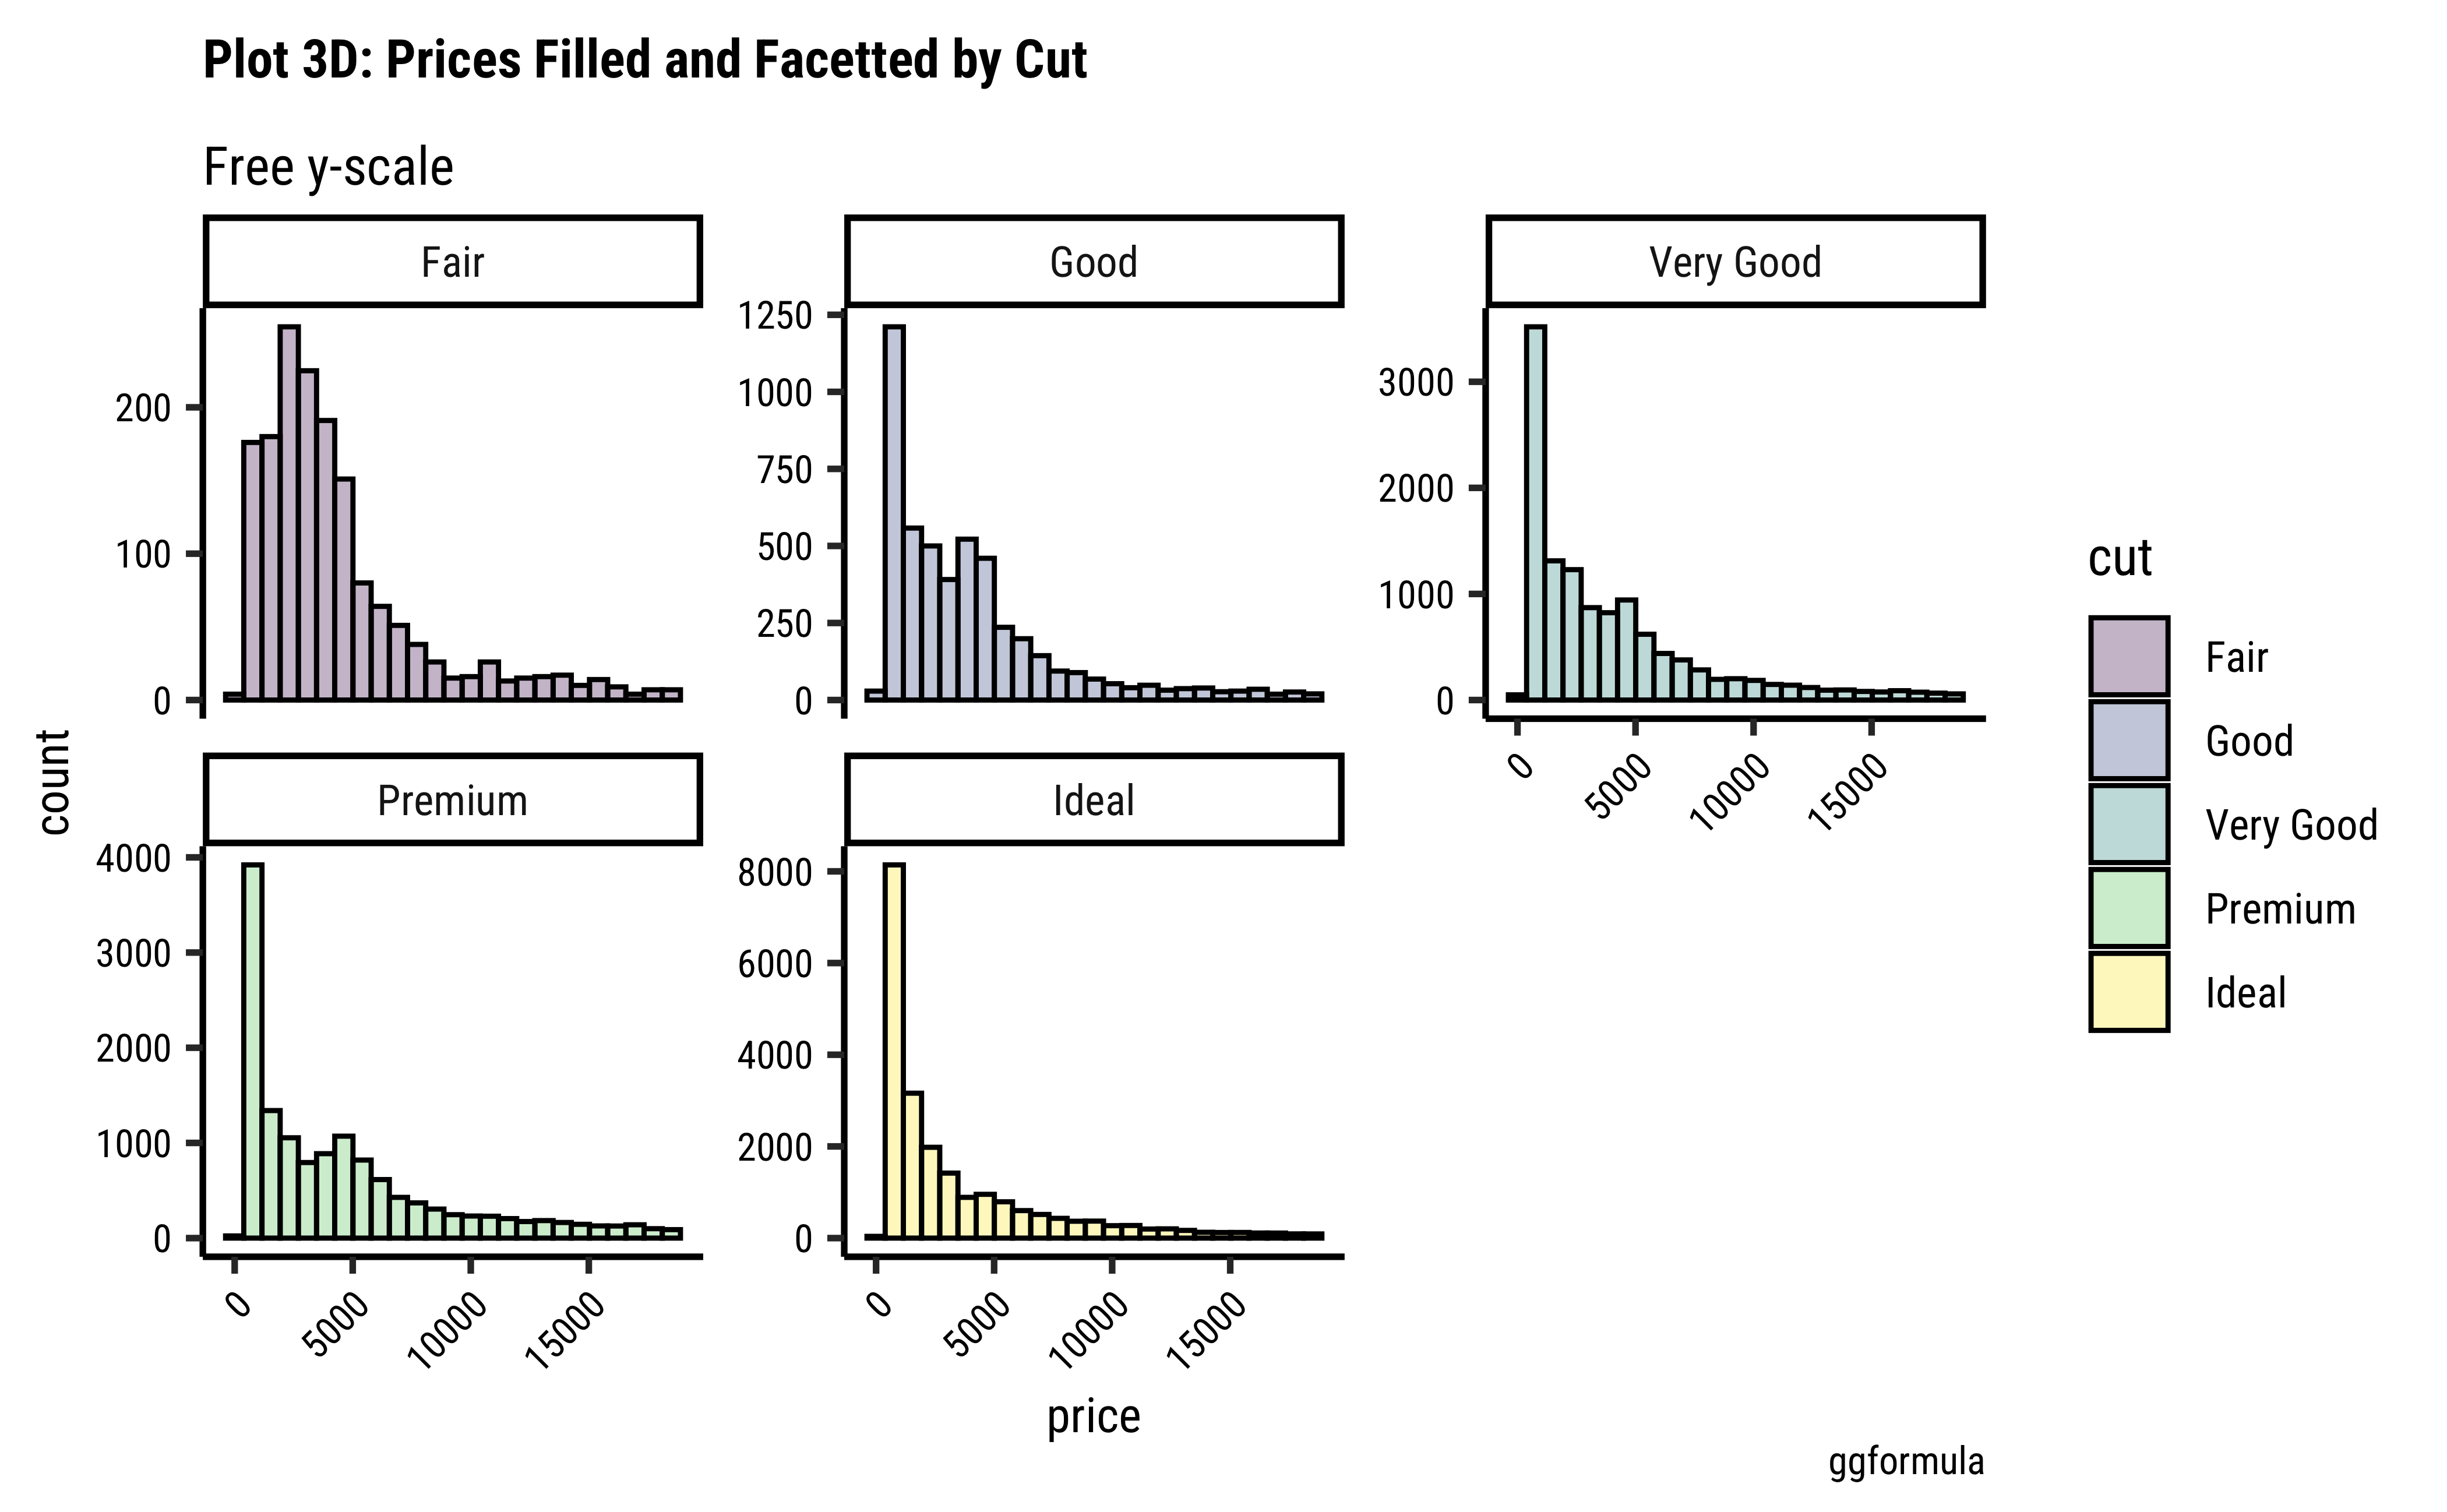 Plot 3D: Prices Filled and Facetted by Cut
Free y-scale
Fair
Good
Very Good
200
100
0
1250
1000
750
500
250
0
3000
2000
1000
0
0
5000
10000
15000
count
Premium
Ideal
4000
3000
2000
1000
0
8000
6000
4000
2000
0
0
5000
10000
15000
0
5000
10000
15000
price
cut
Fair
Good
Very Good
Premium
Ideal
ggformula